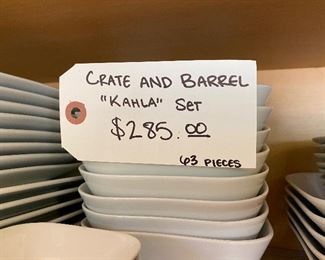 CRATE AND BARREL
"KAHLA" SET
$285.00
63 PIECES